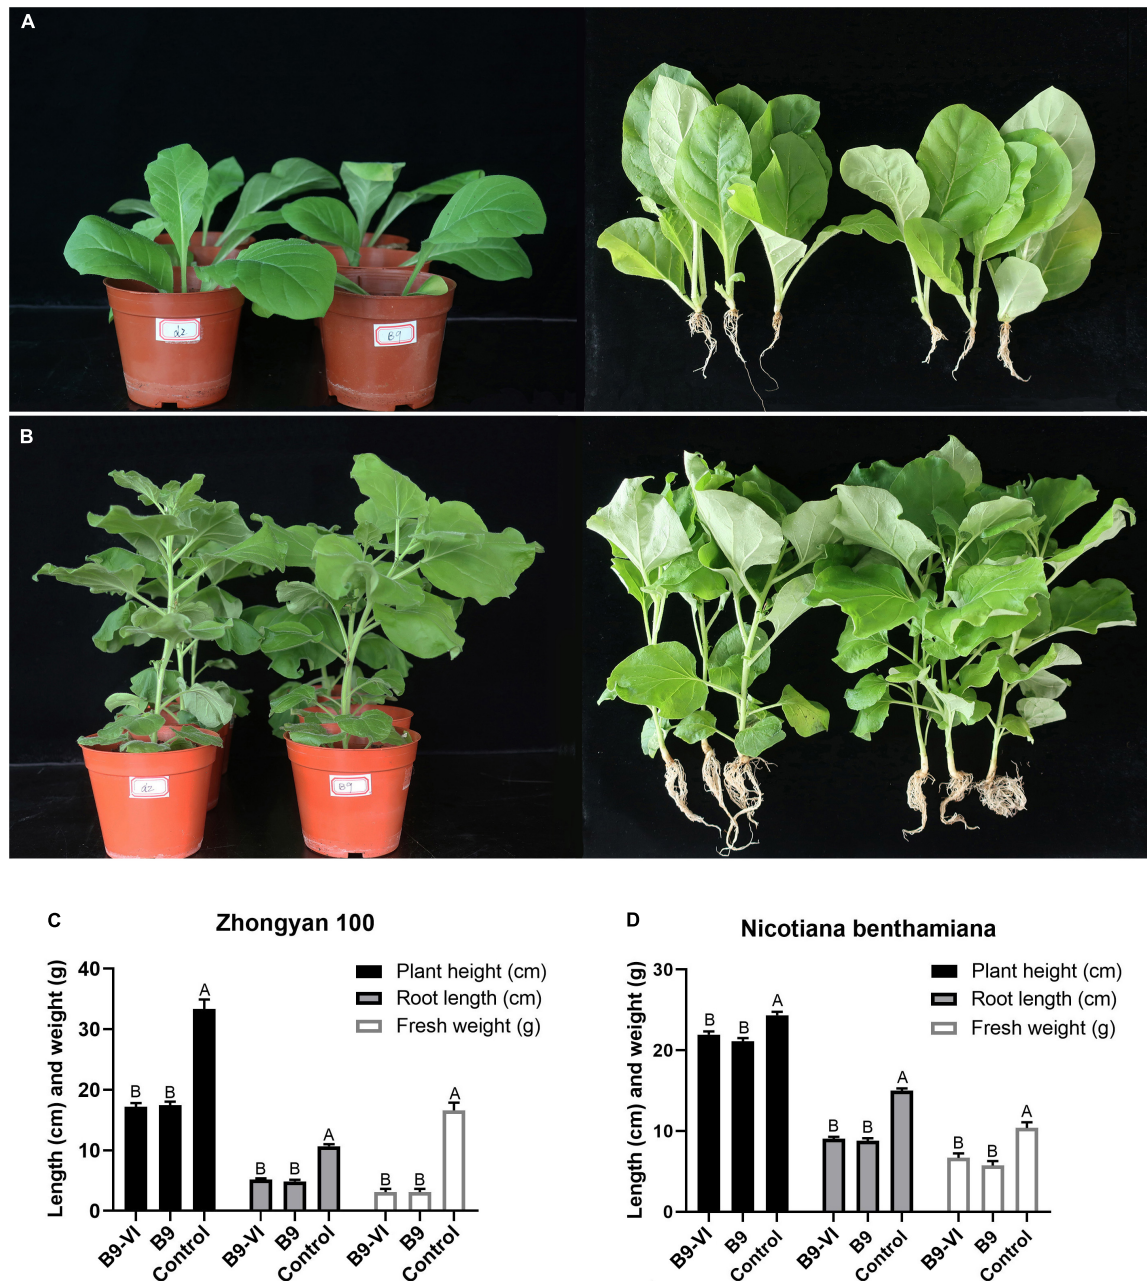 A
B9
B
B9
C
Zhongyan 100
Length (cm) and weight (g)
40
30
20
10
0
Plant height (cm)
Root length (cm)
Fresh weight (g)
B
B
A
B
B
A
B
B
A
B9-VI
B9
Control
B9-VI
B9
Control
B9-VI
B9
Control
D
Nicotiana benthamiana
Length (cm) and weight (g)
30
20
10
0
Plant height (cm)
Root length (cm)
Fresh weight (g)
B
B
A
B
B
A
B
B
A
B9-VI
B9
Control
B9-VI
B9
Control
B9-VI
B9
Control